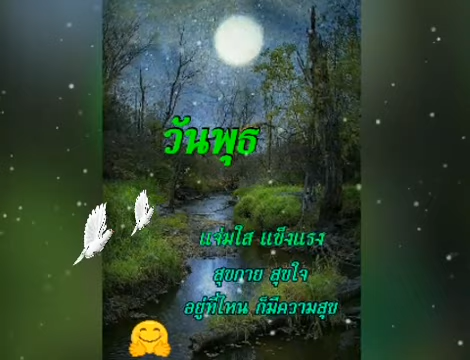 วันพุธ
แจ่มใส แข็งแรง
สุขกาย สุขใจ
อยู่ที่ไหน ก็มีความสุข